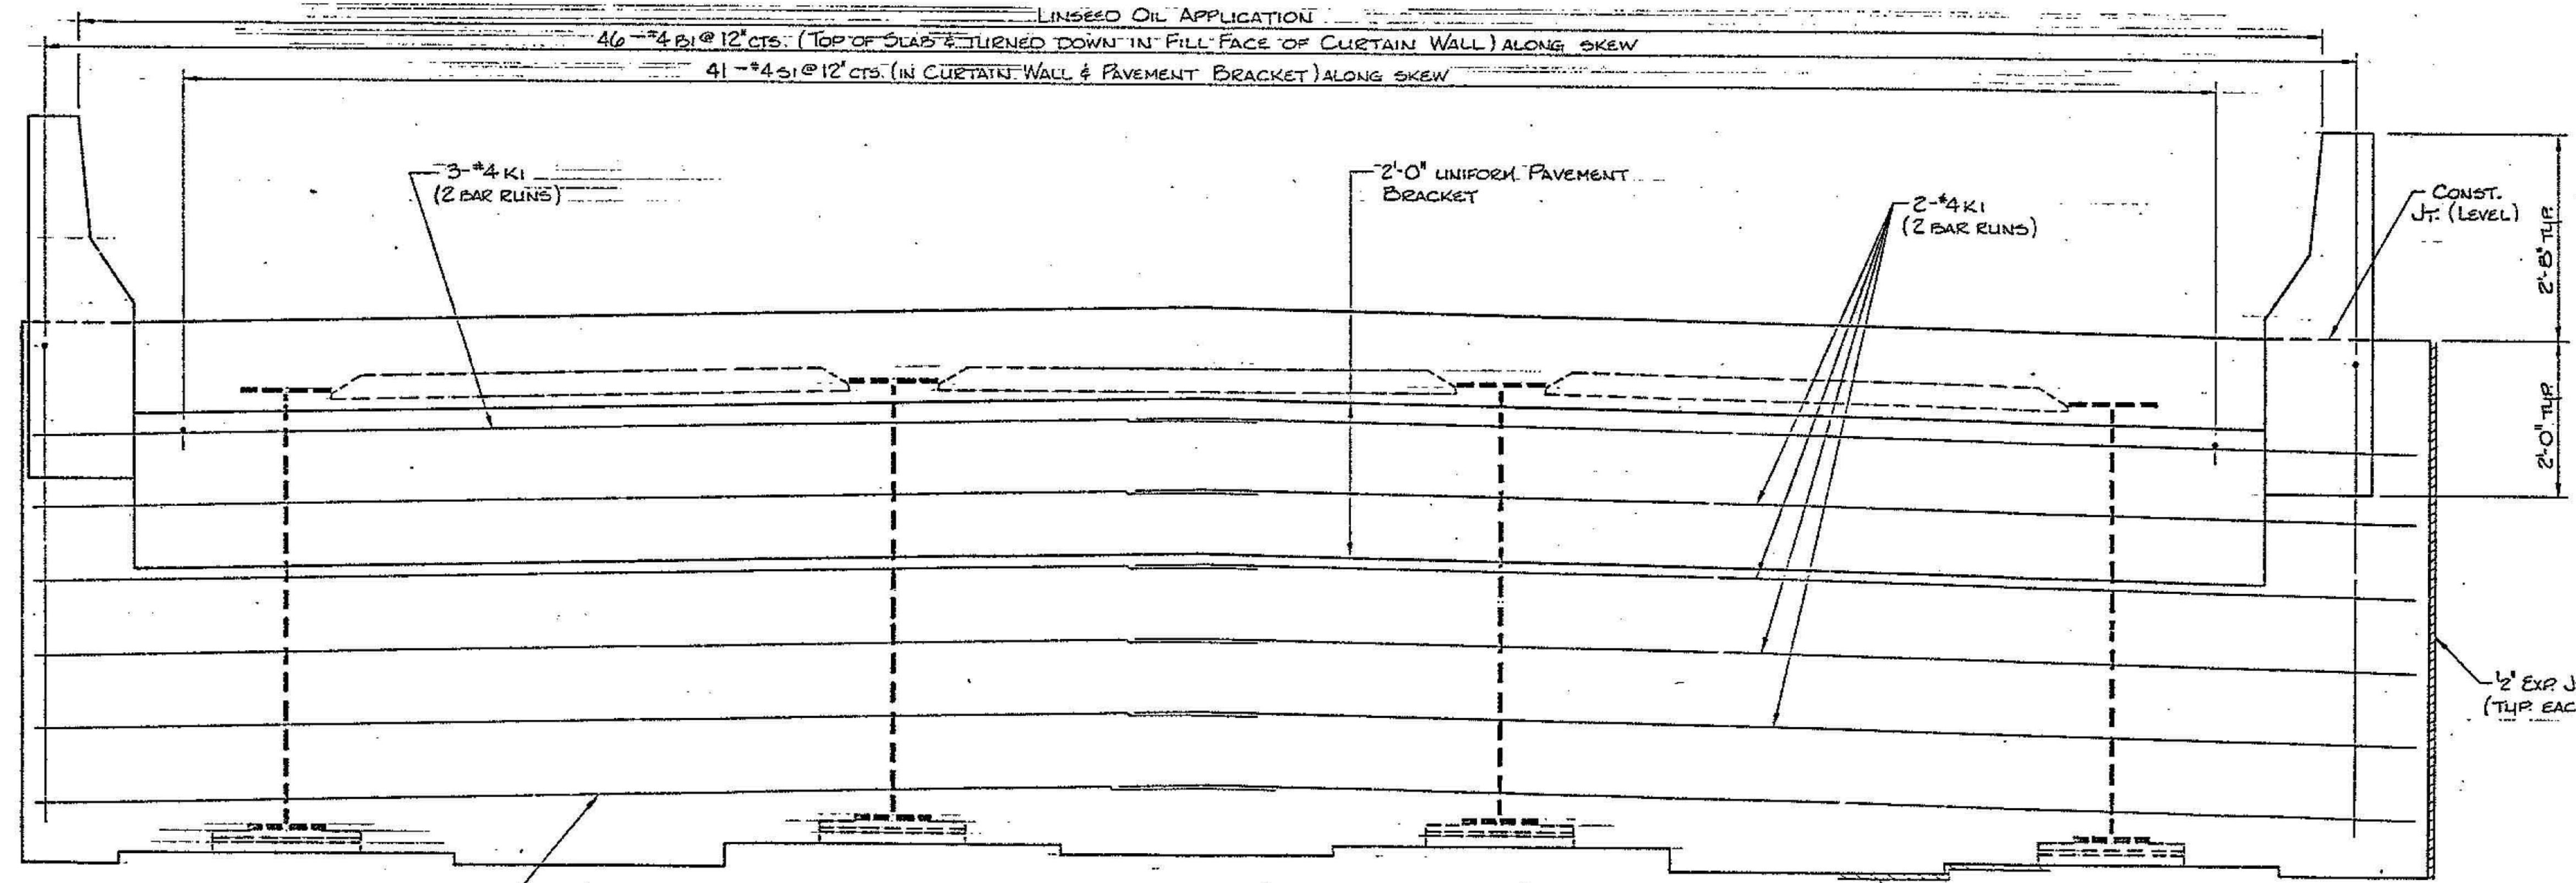 LINSEED OIL APPLICATION
46-#4 B1 @ 12" CTS. (TOP OF SLAB & TURNED DOWN IN FILL FACE OF CURTAIN WALL) ALONG SKEW
41-#4 S1 @ 12" CTS. (IN CURTAIN WALL & PAVEMENT BRACKET) ALONG SKEW
3-#4 K1
(2 BAR RUNS)
2'-0" UNIFORM PAVEMENT
BRACKET
2-#4 K1
(2 BAR RUNS)
CONST.
JT. (LEVEL)
2'-8" TYP.
2'-0" TYP.
1/2" EXP. J
(TYP. EAC